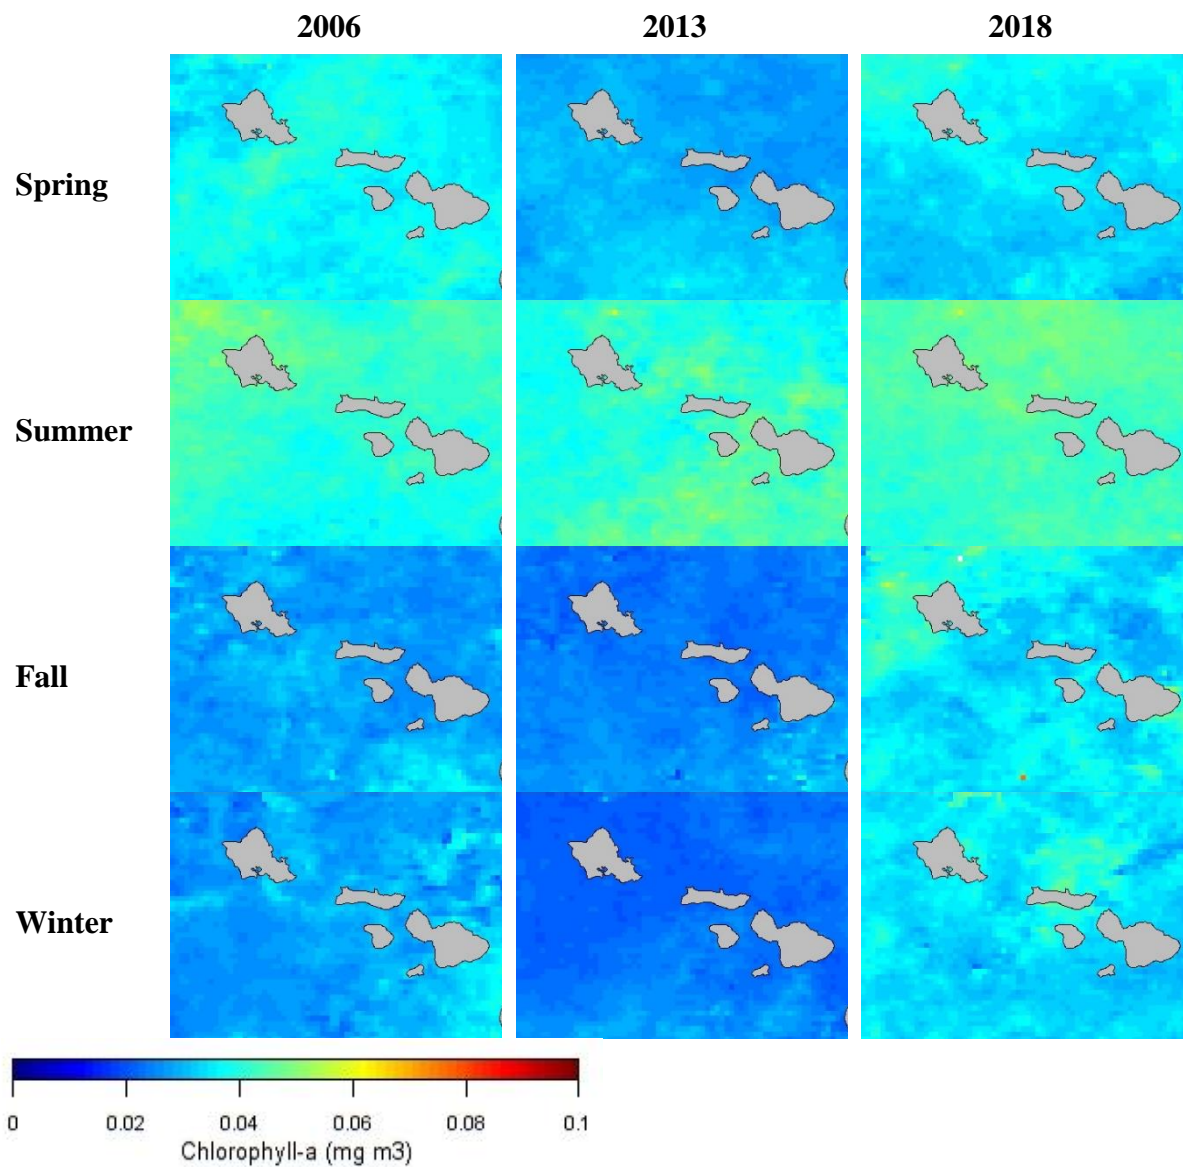 2006 2013 2018
Spring
Summer
Fall
Winter
0 0.02 0.04 0.06 0.08 0.1
Chlorophyll-a (mg m3)